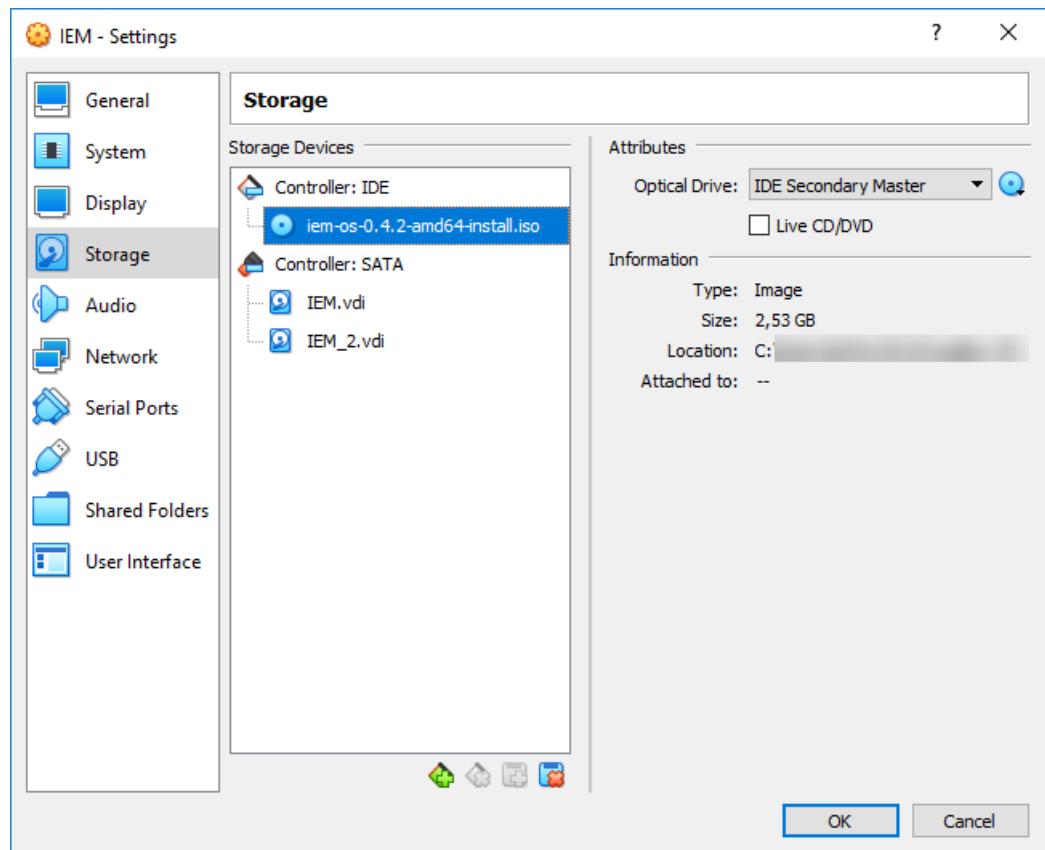 IEM - Settings
?
General
System
Display
Storage
Audio
Network
Serial Ports
USB
Shared Folders
User Interface
Storage
Storage Devices
Controller: IDE
iem-os-0.4.2-amd64-install.iso
Controller: SATA
IEM.vdi
IEM_2.vdi
Attributes
Optical Drive: IDE Secondary Master
Live CD/DVD
Information
Type: Image
Size: 2,53 GB
Location: C:
Attached to: --
OK
Cancel